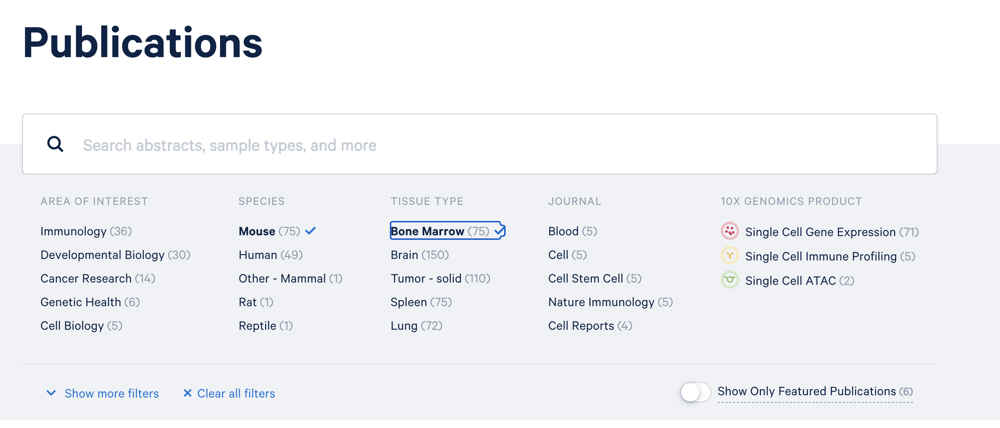 Publications
Search abstracts, sample types, and more
AREA OF INTEREST
Immunology (36)
Developmental Biology (30)
Cancer Research (14)
Genetic Health (6)
Cell Biology (5)
SPECIES
Mouse (75)
Human (49)
Other - Mammal (1)
Rat (1)
Reptile (1)
TISSUE TYPE
Bone Marrow (75)
Brain (150)
Tumor - solid (110)
Spleen (75)
Lung (72)
JOURNAL
Blood (5)
Cell (5)
Cell Stem Cell (5)
Nature Immunology (5)
Cell Reports (4)
10X GENOMICS PRODUCT
Single Cell Gene Expression (71)
Single Cell Immune Profiling (5)
Single Cell ATAC (2)
Show more filters
Clear all filters
Show Only Featured Publications (6)